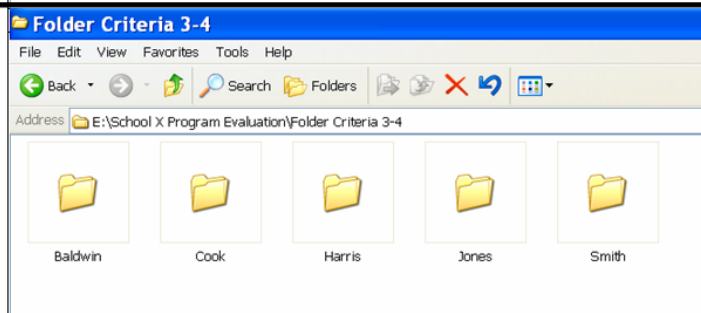 Folder Criteria 3-4
File Edit View Favorites Tools Help
Back Search Folders
Address E:\School X Program Evaluation\Folder Criteria 3-4
Baldwin Cook Harris Jones Smith